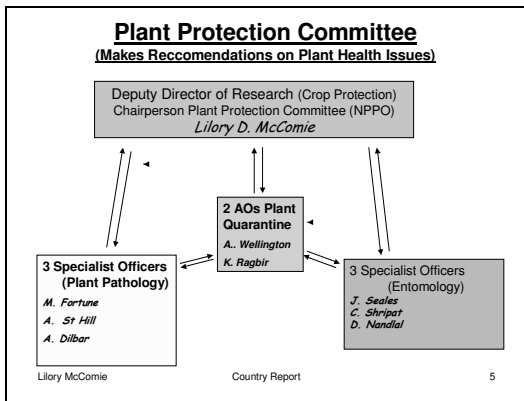 Plant Protection Committee
(Makes Reccomendations on Plant Health Issues)
Deputy Director of Research (Crop Protection)
Chairperson Plant Protection Committee (NPPO)
Lilory D. McComie
2 AOs Plant
Quarantine
A.. Wellington
K. Ragbir
3 Specialist Officers
(Plant Pathology)
M. Fortune
A. St Hill
A. Dilbar
3 Specialist Officers
(Entomology)
J. Seales
C. Shripat
D. Nandlal
Lilory McComie Country Report 5